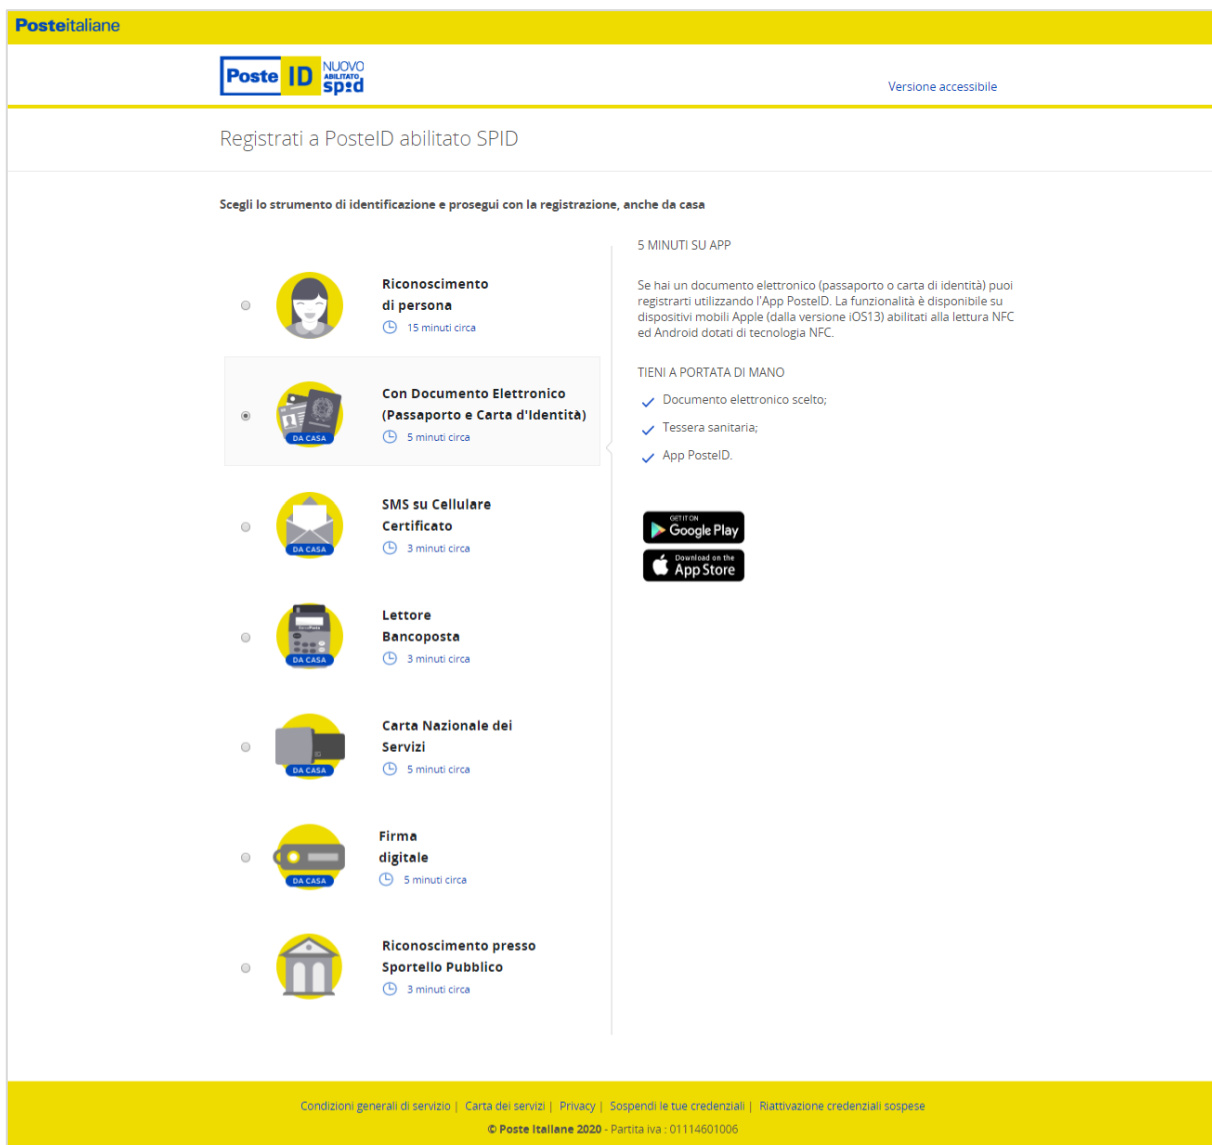 Posteitaliane
Poste ID NUOVO
ABILITATO
spid
Versione accessibile
Registrati a PosteID abilitato SPID
Scegli lo strumento di identificazione e prosegui con la registrazione, anche da casa
Riconoscimento
di persona
15 minuti circa
Con Documento Elettronico
(Passaporto e Carta d'Identità)
DA CASA
5 minuti circa
SMS su Cellulare
Certificato
DA CASA
3 minuti circa
Lettore
Bancoposta
DA CASA
3 minuti circa
Carta Nazionale dei
Servizi
DA CASA
5 minuti circa
Firma
digitale
DA CASA
5 minuti circa
Riconoscimento presso
Sportello Pubblico
3 minuti circa
5 MINUTI SU APP
Se hai un documento elettronico (passaporto o carta di identità) puoi
registrarti utilizzando l'App PosteID. La funzionalità è disponibile su
dispositivi mobili Apple (dalla versione iOS13) abilitati alla lettura NFC
ed Android dotati di tecnologia NFC.
TIENI A PORTATA DI MANO
Documento elettronico scelto;
Tessera sanitaria;
App PosteID.
GET IT ON
Google Play
Download on the
App Store
Condizioni generali di servizio | Carta dei servizi | Privacy | Sospendi le tue credenziali | Riattivazione credenziali sospese
© Poste Italiane 2020 - Partita iva : 01114601006